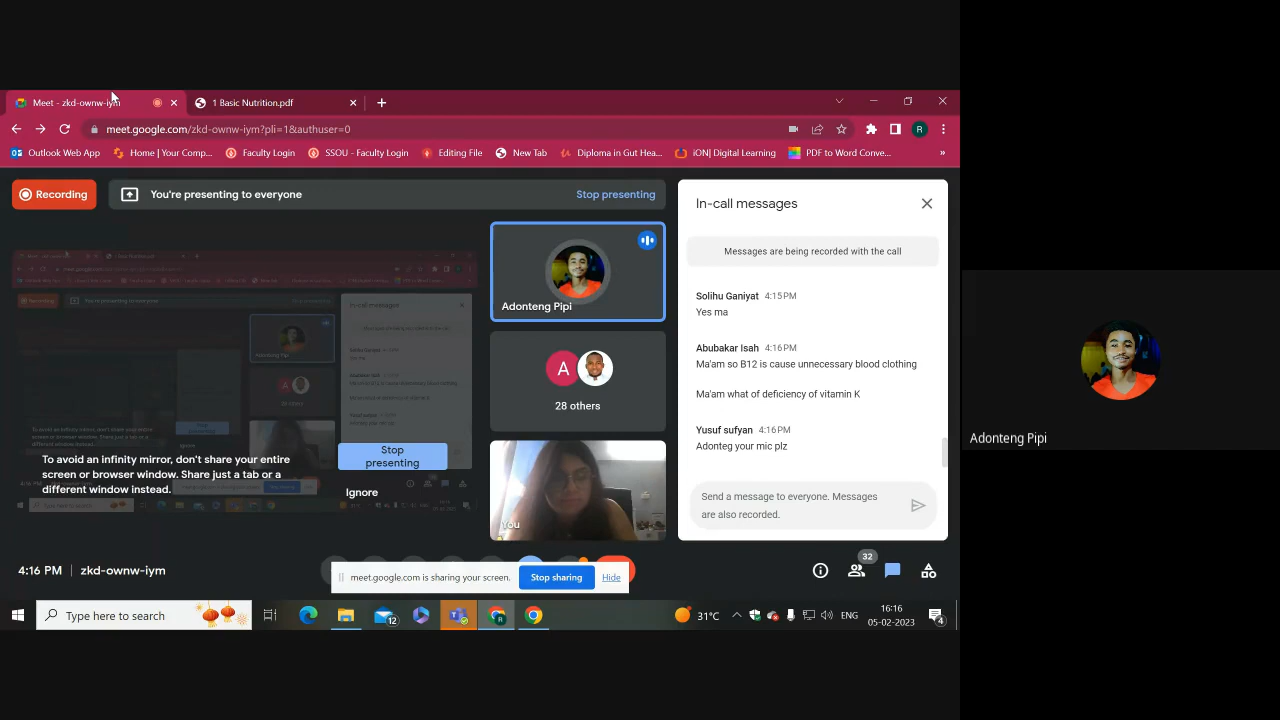 Meet - zkd-ownw-iym
1 Basic Nutrition.pdf
meet.google.com/zkd-ownw-iym?pli=1&authuser=0
R
Outlook Web App
Home | Your Comp...
Faculty Login
SSOU - Faculty Login
Editing File
New Tab
Diploma in Gut Hea...
iON| Digital Learning
PDF to Word Conve...
»
Recording
You're presenting to everyone
Stop presenting
To avoid an infinity mirror, don't share your entire
screen or browser window. Share just a tab or a
different window instead.
Stop
presenting
Ignore
Adonteng Pipi
A
28 others
You
In-call messages
Messages are being recorded with the call
Solihu Ganiyat 4:15 PM
Yes ma
Abubakar Isah 4:16 PM
Ma'am so B12 is cause unnecessary blood clothing
Ma'am what of deficiency of vitamin K
Yusuf sufyan 4:16 PM
Adonteg your mic plz
Send a message to everyone. Messages
are also recorded.
4:16 PM | zkd-ownw-iym
meet.google.com is sharing your screen.
Stop sharing
Hide
32
Type here to search
12
31°C
ENG
16:16
05-02-2023
4
Adonteng Pipi